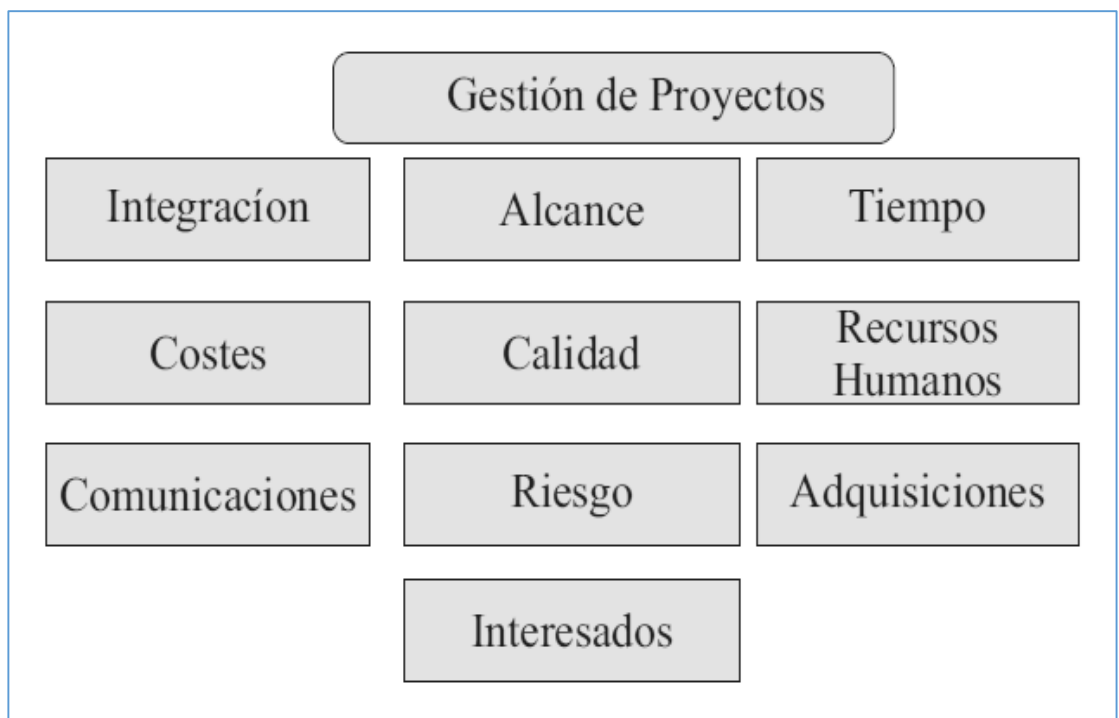 Gestión de Proyectos
Integracíon
Alcance
Tiempo
Costes
Calidad
Recursos
Humanos
Comunicaciones
Riesgo
Adquisiciones
Interesados